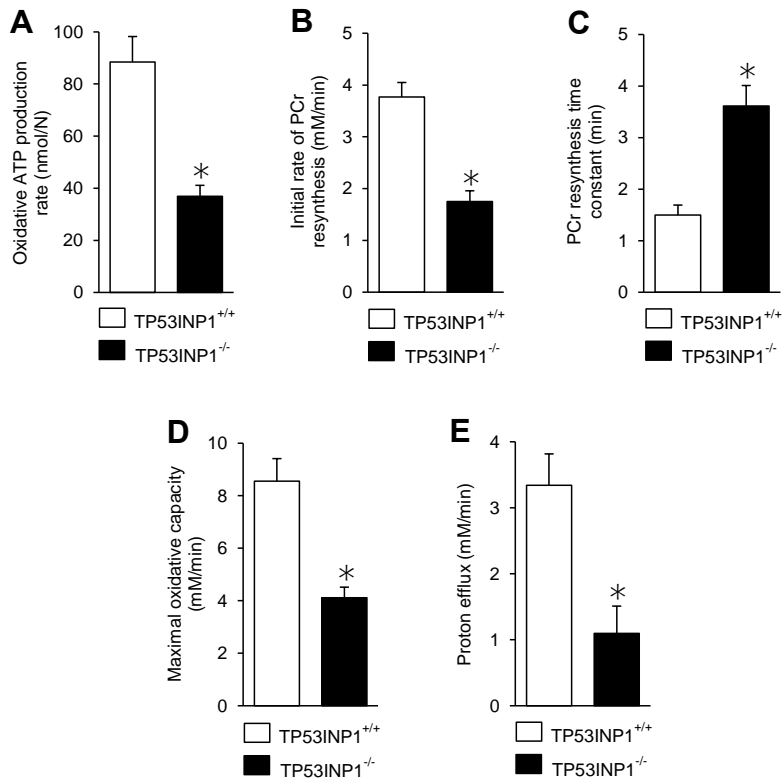 A
Oxidative ATP production
rate (nmol/N)
100
80
60
40
20
0
*
TP53INP1+/+
TP53INP1-/-
B
Initial rate of PCr
resynthesis (mM/min)
5
4
3
2
1
0
*
TP53INP1+/+
TP53INP1-/-
C
PCr resynthesis time
constant (min)
5
4
3
2
1
0
*
TP53INP1+/+
TP53INP1-/-
D
Maximal oxidative capacity
(mM/min)
10
8
6
4
2
0
*
TP53INP1+/+
TP53INP1-/-
E
Proton efflux (mM/min)
4
3
2
1
0
*
TP53INP1+/+
TP53INP1-/-